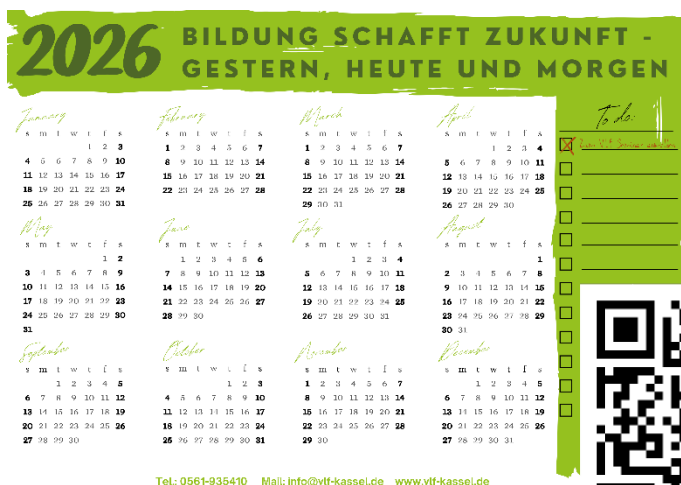 2026
BILDUNG SCHAFFT ZUKUNFT -
GESTERN, HEUTE UND MORGEN
January
s m t w t f s
1 2 3
4 5 6 7 8 9 10
11 12 13 14 15 16 17
18 19 20 21 22 23 24
25 26 27 28 29 30 31
February
s m t w t f s
1 2 3 4 5 6 7
8 9 10 11 12 13 14
15 16 17 18 19 20 21
22 23 24 25 26 27 28
March
s m t w t f s
1 2 3 4 5 6 7
8 9 10 11 12 13 14
15 16 17 18 19 20 21
22 23 24 25 26 27 28
29 30 31
April
s m t w t f s
1 2 3 4
5 6 7 8 9 10 11
12 13 14 15 16 17 18
19 20 21 22 23 24 25
26 27 28 29 30
May
s m t w t f s
1 2
3 4 5 6 7 8 9
10 11 12 13 14 15 16
17 18 19 20 21 22 23
24 25 26 27 28 29 30
31
June
s m t w t f s
1 2 3 4 5 6
7 8 9 10 11 12 13
14 15 16 17 18 19 20
21 22 23 24 25 26 27
28 29 30
July
s m t w t f s
1 2 3 4
5 6 7 8 9 10 11
12 13 14 15 16 17 18
19 20 21 22 23 24 25
26 27 28 29 30 31
August
s m t w t f s
1
2 3 4 5 6 7 8
9 10 11 12 13 14 15
16 17 18 19 20 21 22
23 24 25 26 27 28 29
30 31
September
s m t w t f s
1 2 3 4 5
6 7 8 9 10 11 12
13 14 15 16 17 18 19
20 21 22 23 24 25 26
27 28 29 30
October
s m t w t f s
1 2 3
4 5 6 7 8 9 10
11 12 13 14 15 16 17
18 19 20 21 22 23 24
25 26 27 28 29 30 31
November
s m t w t f s
1 2 3 4 5 6 7
8 9 10 11 12 13 14
15 16 17 18 19 20 21
22 23 24 25 26 27 28
29 30
December
s m t w t f s
1 2 3 4 5
6 7 8 9 10 11 12
13 14 15 16 17 18 19
20 21 22 23 24 25 26
27 28 29 30 31
To do:
Seminar
Tel.: 0561-935410 Mail: info@vlf-kassel.de www.vlf-kassel.de